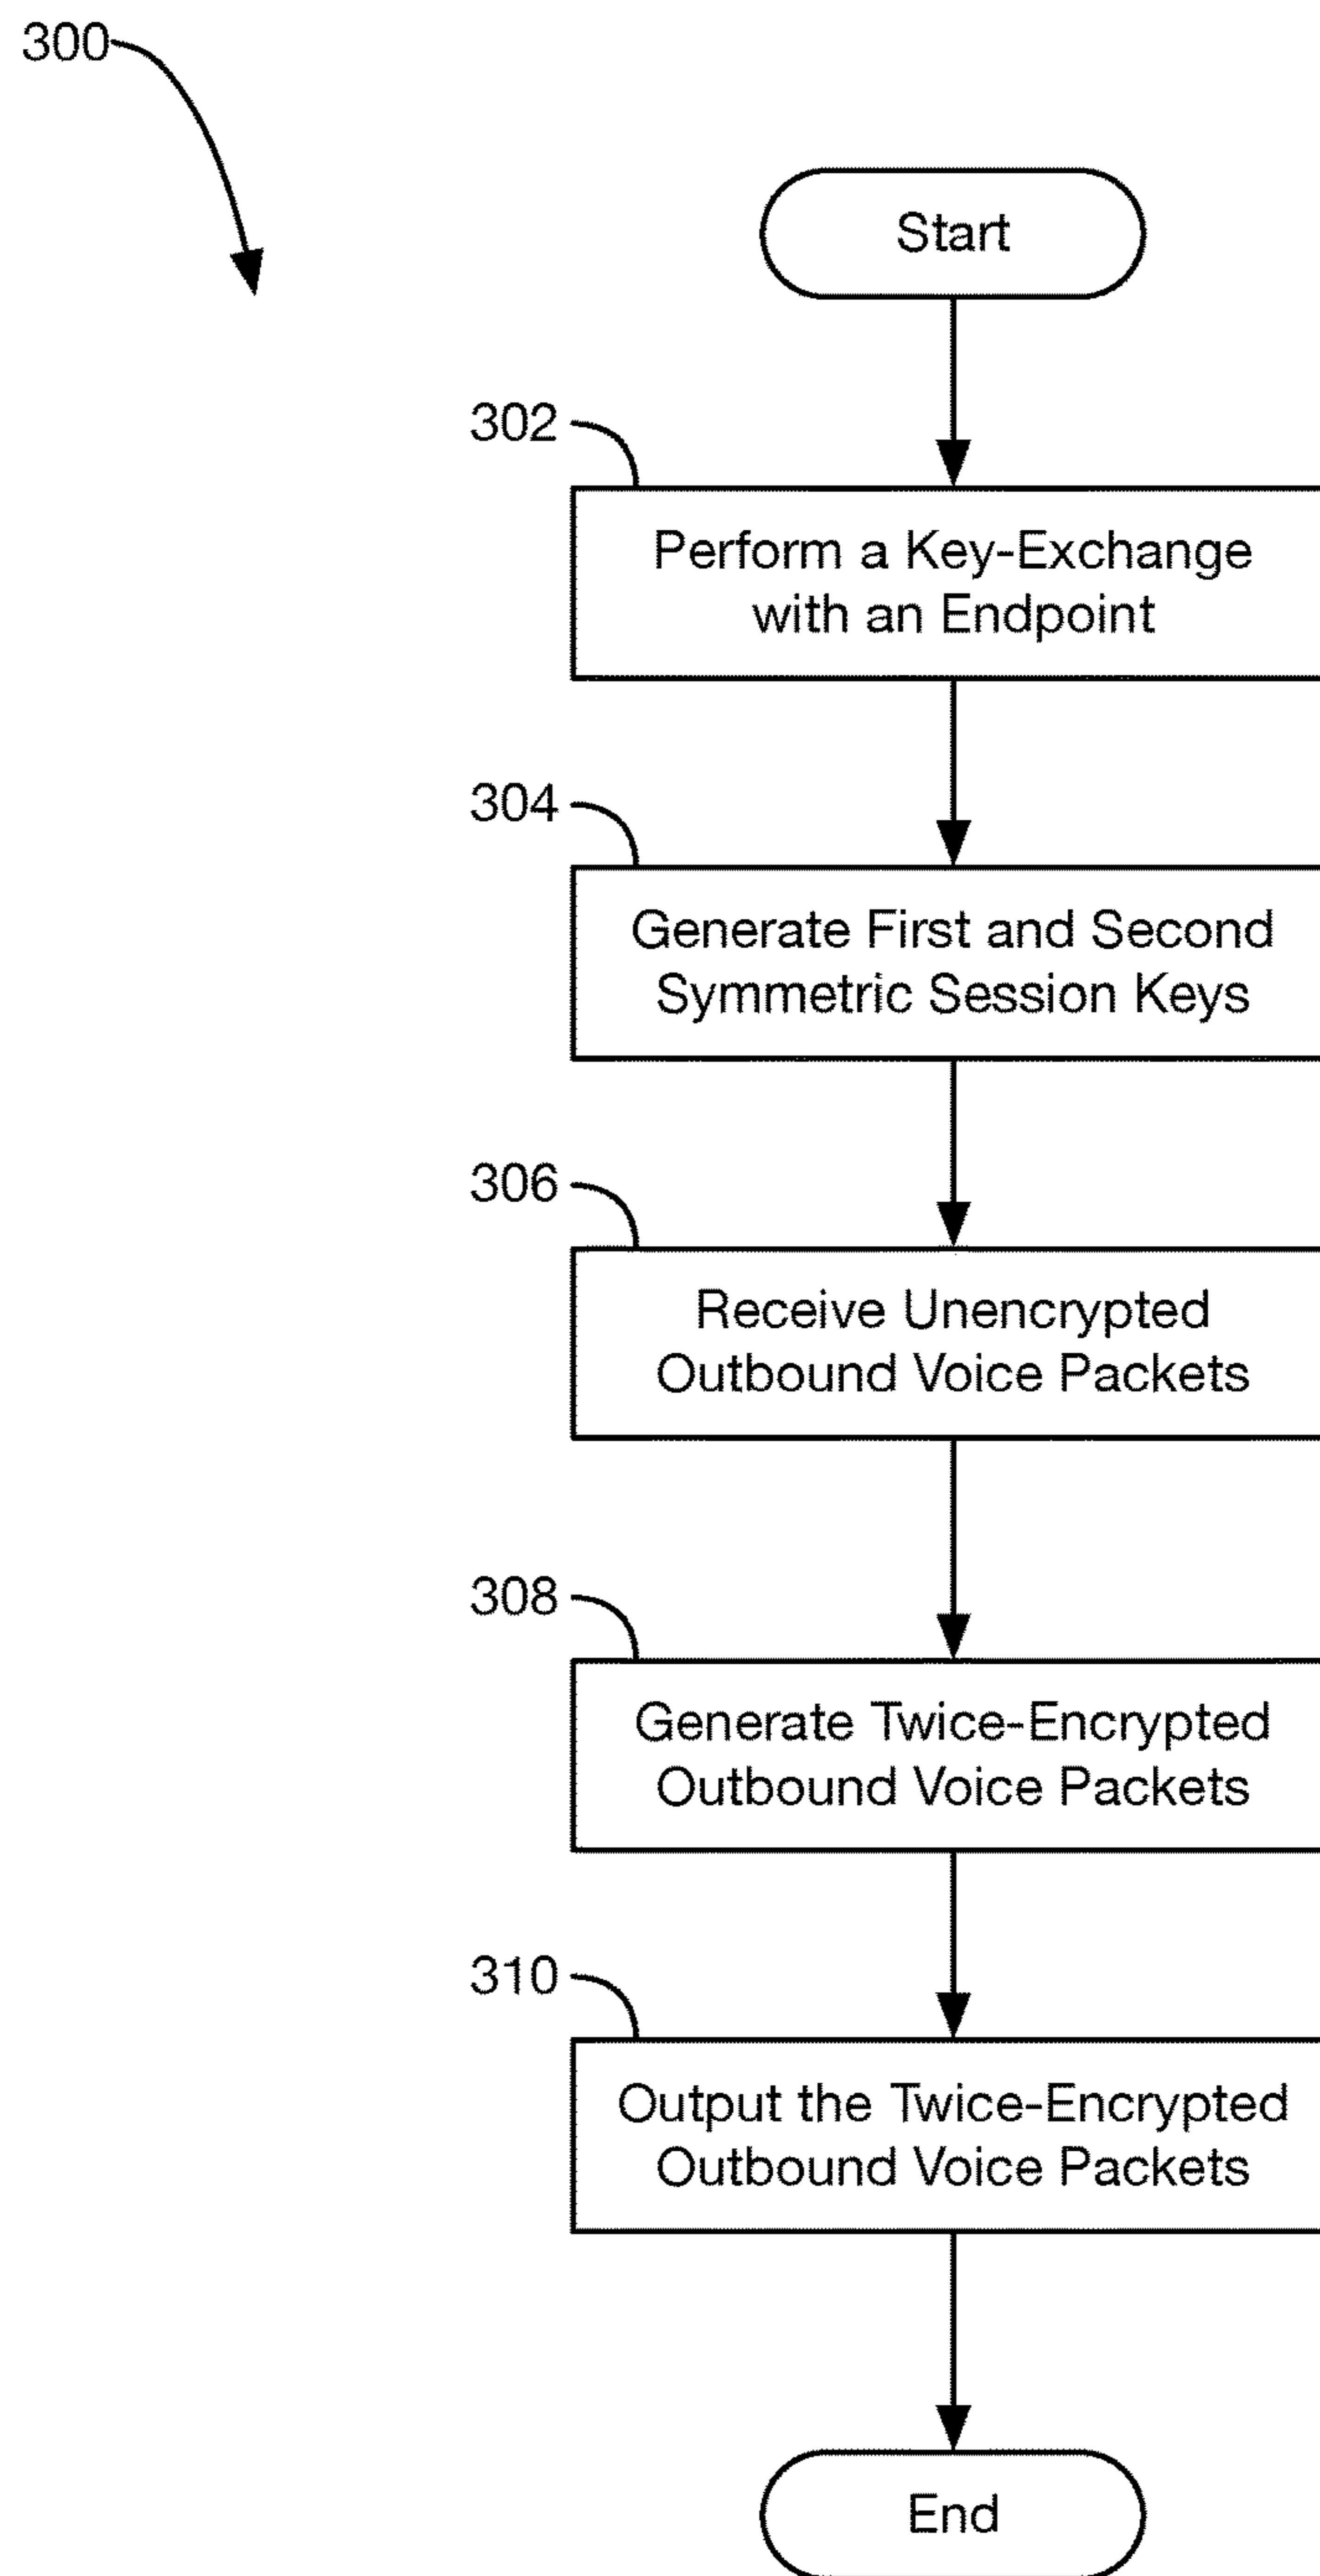 300
Start
302
Perform a Key-Exchange
with an Endpoint
304
Generate First and Second
Symmetric Session Keys
306
Receive Unencrypted
Outbound Voice Packets
308
Generate Twice-Encrypted
Outbound Voice Packets
310
Output the Twice-Encrypted
Outbound Voice Packets
End